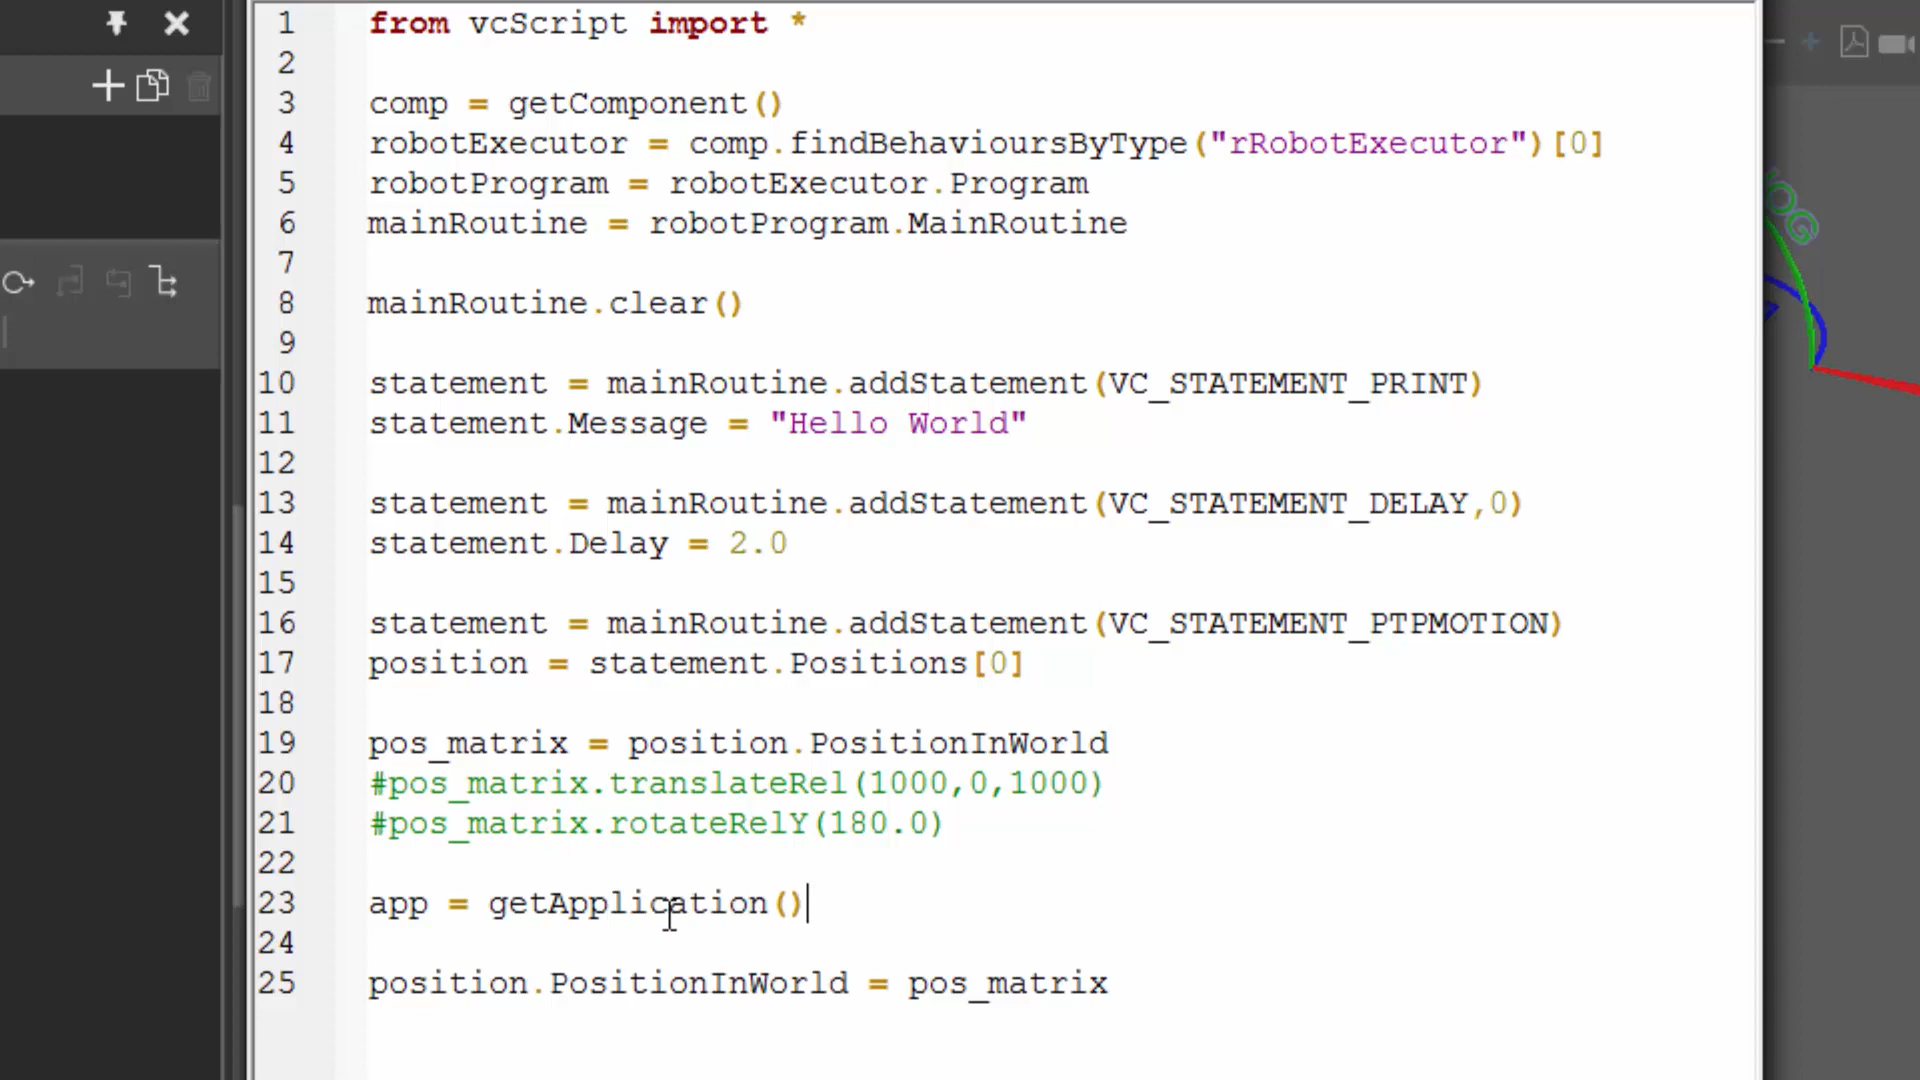 1 from vcScript import *
2
3 comp = getComponent()
4 robotExecutor = comp.findBehavioursByType("rRobotExecutor")[0]
5 robotProgram = robotExecutor.Program
6 mainRoutine = robotProgram.MainRoutine
7
8 mainRoutine.clear()
9
10 statement = mainRoutine.addStatement(VC_STATEMENT_PRINT)
11 statement.Message = "Hello World"
12
13 statement = mainRoutine.addStatement(VC_STATEMENT_DELAY,0)
14 statement.Delay = 2.0
15
16 statement = mainRoutine.addStatement(VC_STATEMENT_PTPMOTION)
17 position = statement.Positions[0]
18
19 pos_matrix = position.PositionInWorld
20 #pos_matrix.translateRel(1000,0,1000)
21 #pos_matrix.rotateRelY(180.0)
22
23 app = getApplication()
24
25 position.PositionInWorld = pos_matrix